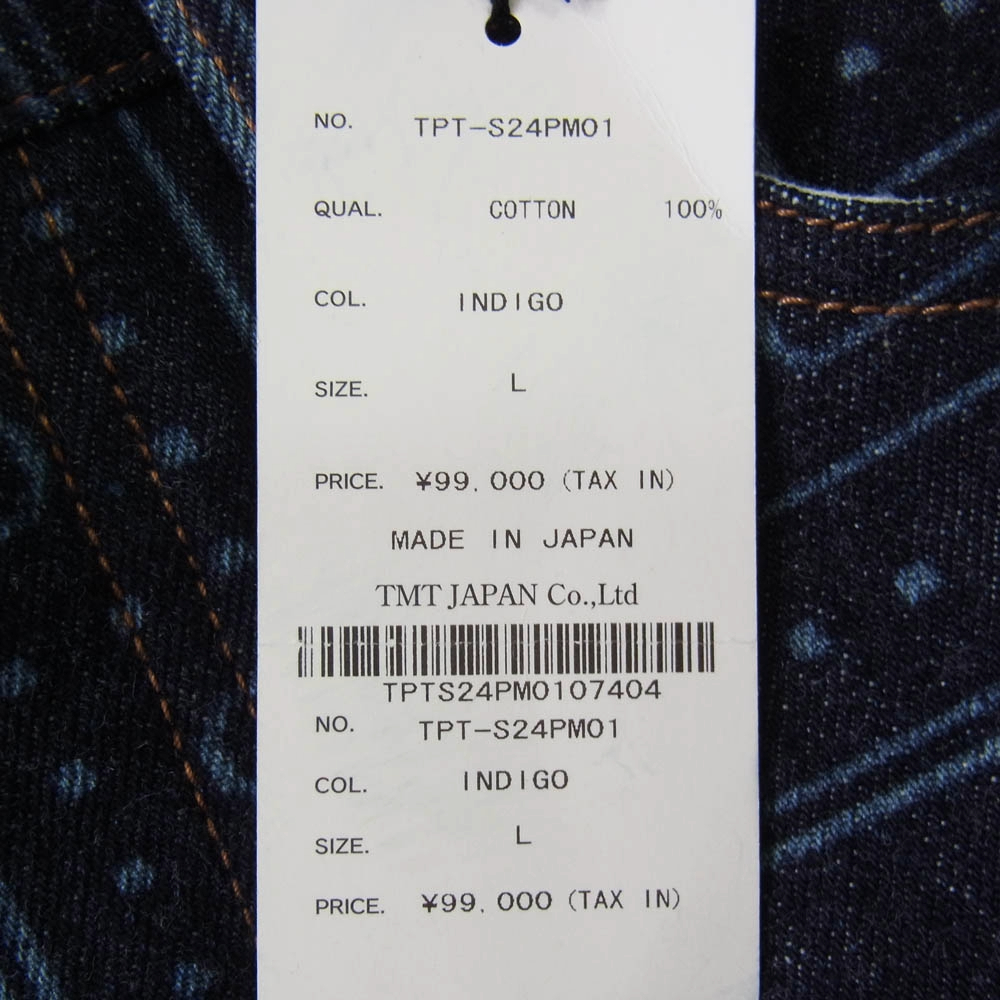 NO. TPT-S24PM01
QUAL. COTTON 100%
COL. INDIGO
SIZE. L
PRICE. ¥99,000 (TAX IN)
MADE IN JAPAN
TMT JAPAN Co.,Ltd
TPTS24PM0107404
NO. TPT-S24PM01
COL. INDIGO
SIZE. L
PRICE. ¥99,000 (TAX IN)